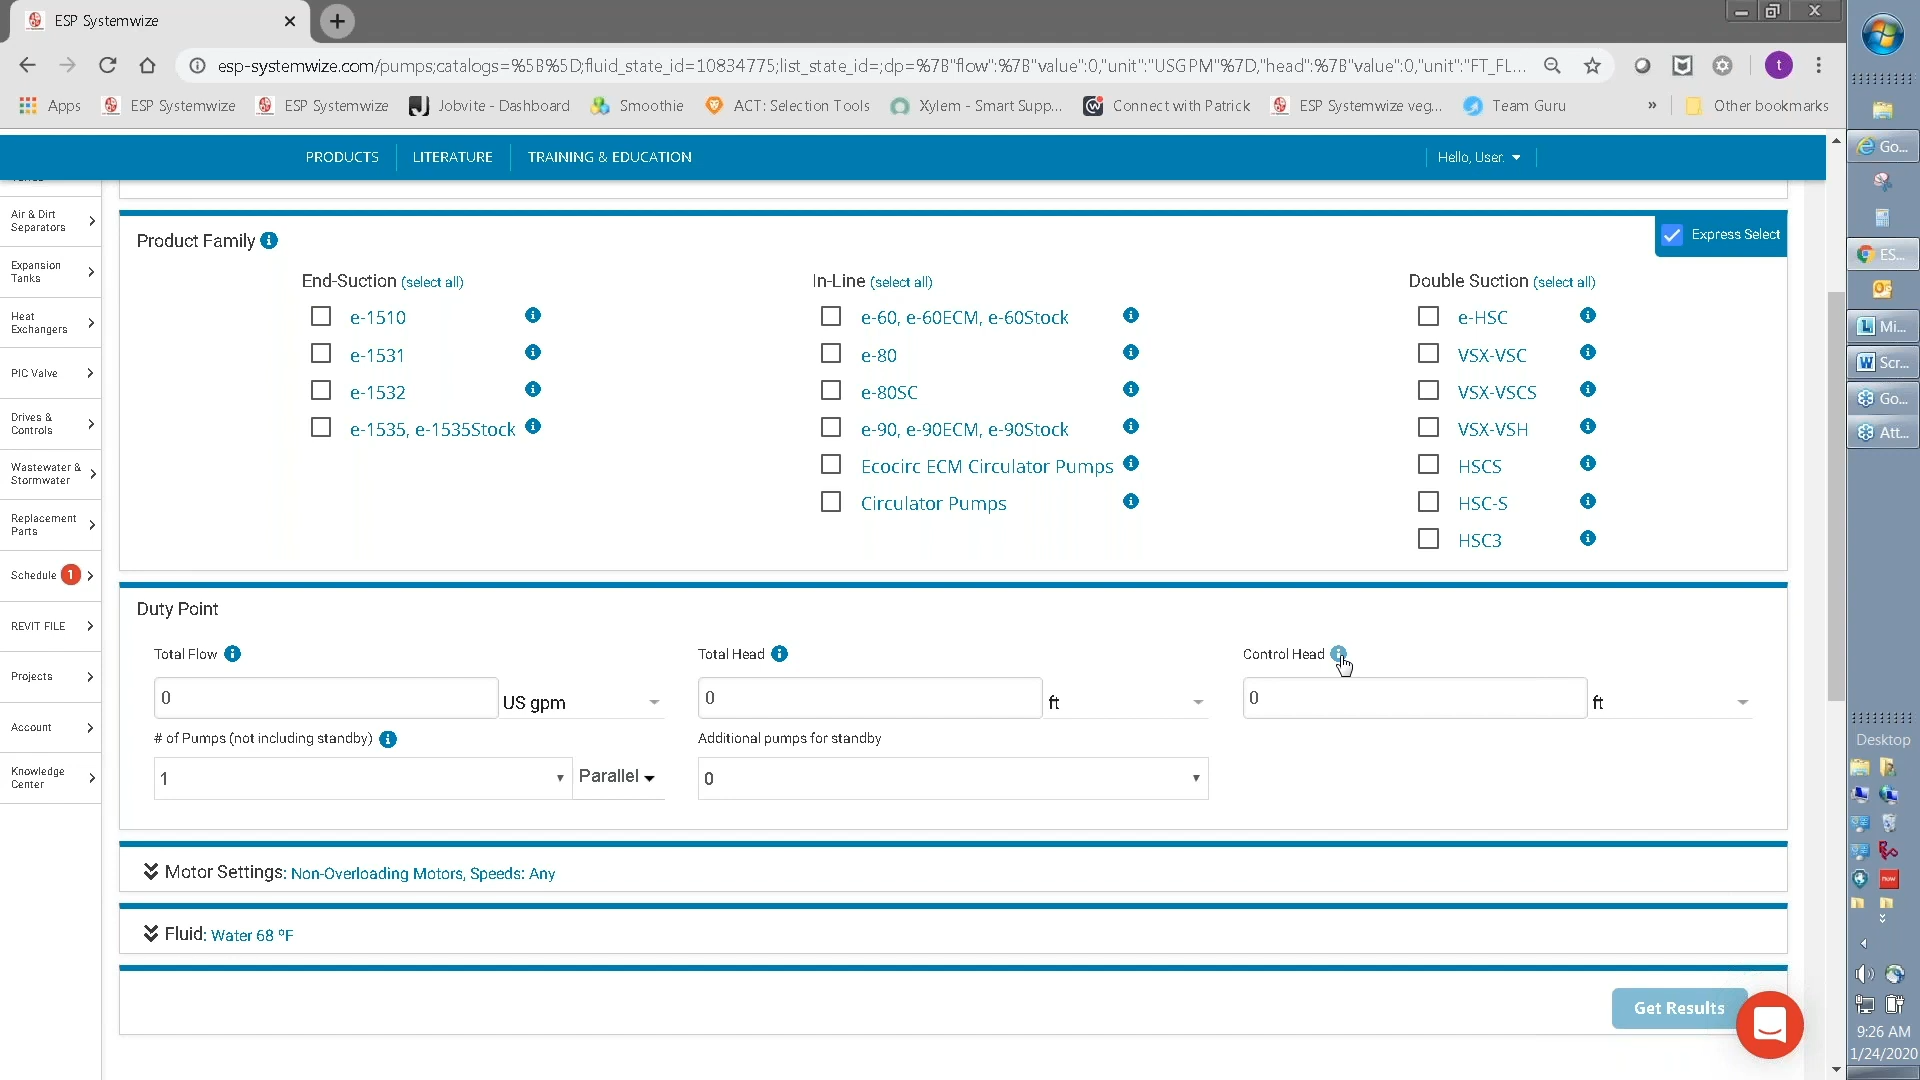 ESP Systemwize
esp-systemwize.com/pumps;catalogs=%5B%5D;fluid_state_id=10834775;list_state_id=;dp=%7B"flow":%7B"value":0,"unit":"USGPM"%7D,"head":%7B"value":0,"unit":"FT_FL...
t
Apps
ESP Systemwize
ESP Systemwize
Jobvite - Dashboard
Smoothie
ACT: Selection Tools
Xylem - Smart Supp...
Connect with Patrick
ESP Systemwize veg...
Team Guru
»
Other bookmarks
PRODUCTS
LITERATURE
TRAINING & EDUCATION
Hello, User.
Air & Dirt
Separators
Expansion
Tanks
Heat
Exchangers
PIC Valve
Drives &
Controls
Wastewater &
Stormwater
Replacement
Parts
Schedule 1
REVIT FILE
Projects
Account
Knowledge
Center
Product Family
Express Select
End-Suction (select all)
e-1510
e-1531
e-1532
e-1535, e-1535Stock
In-Line (select all)
e-60, e-60ECM, e-60Stock
e-80
e-80SC
e-90, e-90ECM, e-90Stock
Ecocirc ECM Circulator Pumps
Circulator Pumps
Double Suction (select all)
e-HSC
VSX-VSC
VSX-VSCS
VSX-VSH
HSCS
HSC-S
HSC3
Duty Point
Total Flow
0
US gpm
Total Head
0
ft
Control Head
0
ft
# of Pumps (not including standby)
1
Parallel
Additional pumps for standby
0
Motor Settings: Non-Overloading Motors, Speeds: Any
Fluid: Water 68 ºF
Get Results
Go...
ES...
Mi...
Scr...
Go...
Att...
Desktop
now
9:26 AM
1/24/2020